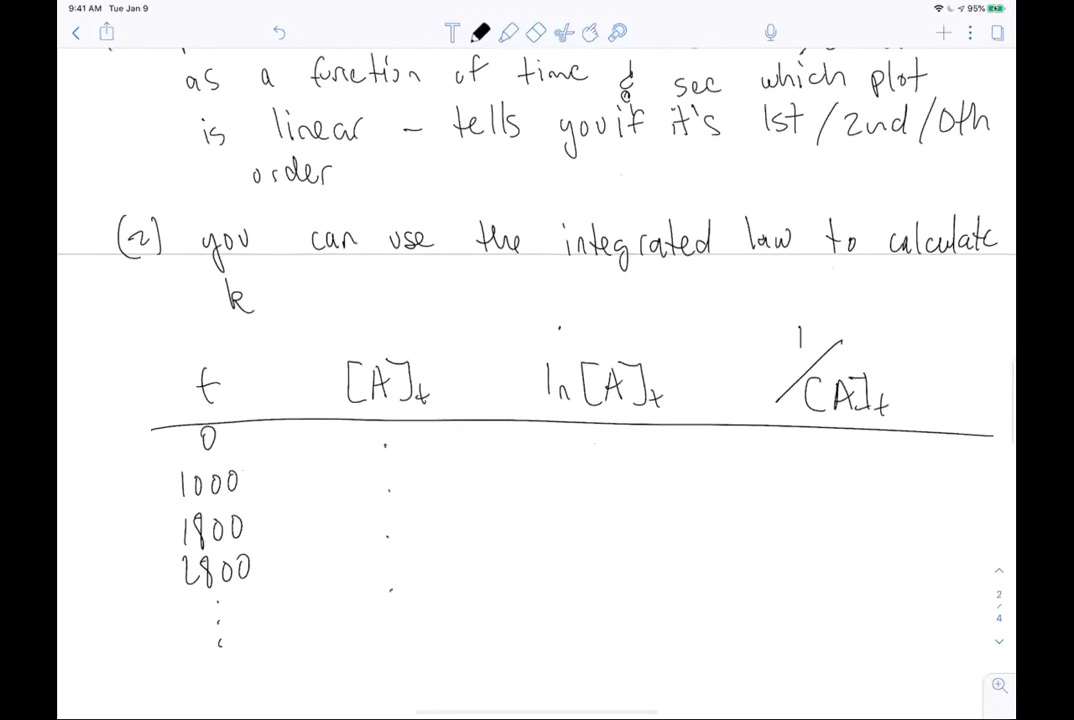 9:41 AM Tue Jan 9
95%
as a function of time & see which plot
is linear - tells you if it's 1st/2nd/0th
order
(2) you can use the integrated law to calculate
k
t [A]t ln[A]t 1/[A]t
0
1000
1800
2800
2
/
4